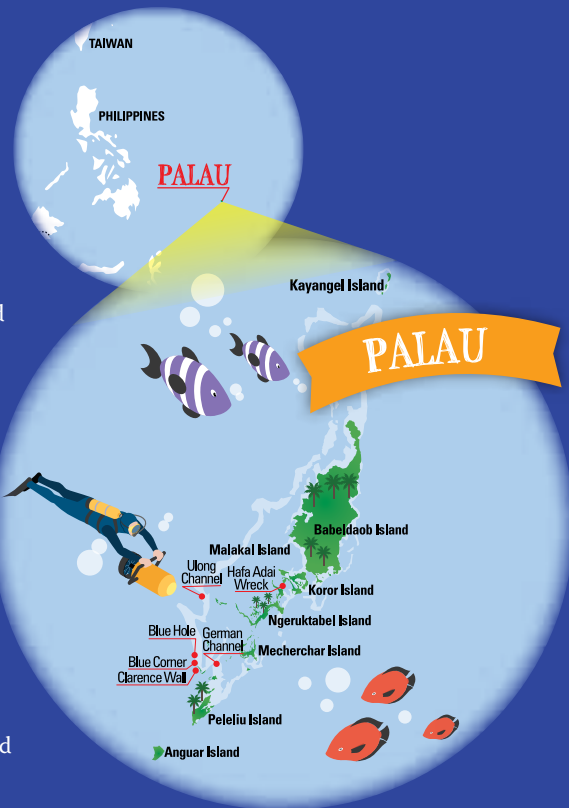 TAIWAN
PHILIPPINES
PALAU
Kayangel Island
d
PALAU
Babeldaob Island
Malakal Island
Ulong
Channel
Hafa Adai
Wreck
Koror Island
Ngeruktabel Island
Blue Hole
German
Channel
Mecherchar Island
Blue Corner
Clarence Wall
Peleliu Island
d
Anguar Island